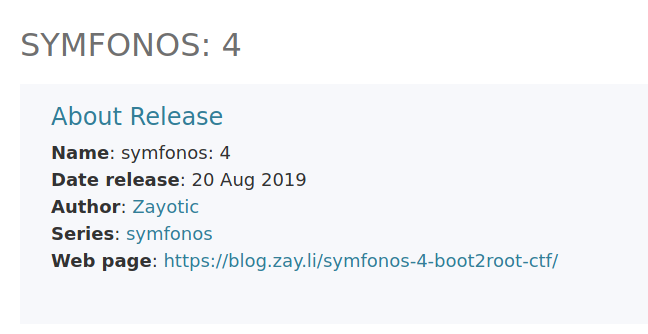 SYMFONOS: 4
About Release
Name: symfonos: 4
Date release: 20 Aug 2019
Author: Zayotic
Series: symfonos
Web page: https://blog.zay.li/symfonos-4-boot2root-ctf/